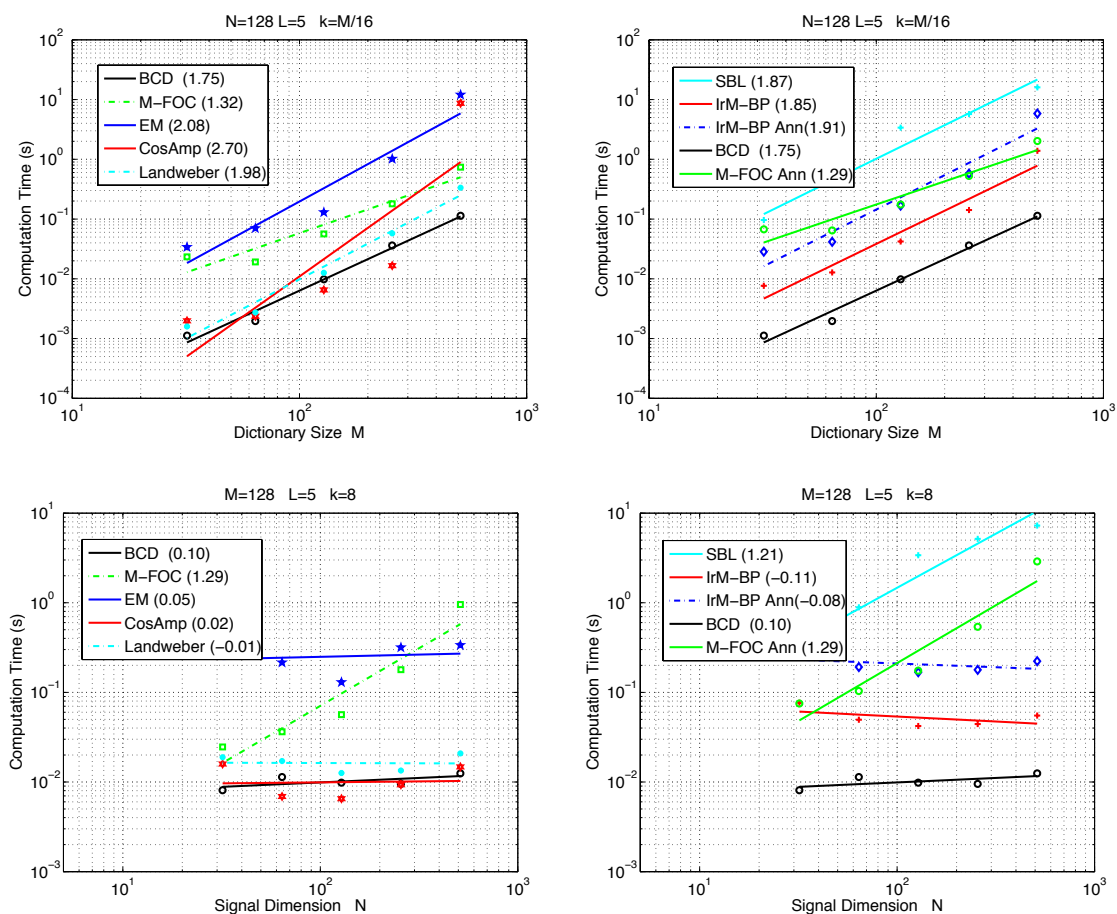 N=128 L=5 k=M/16
10^2
10^1
10^0
10^-1
10^-2
10^-3
10^-4
Computation Time (s)
BCD (1.75)
M-FOC (1.32)
EM (2.08)
CosAmp (2.70)
Landweber (1.98)
10^1
10^2
10^3
Dictionary Size M
N=128 L=5 k=M/16
10^2
10^1
10^0
10^-1
10^-2
10^-3
10^-4
Computation Time (s)
SBL (1.87)
IrM-BP (1.85)
IrM-BP Ann(1.91)
BCD (1.75)
M-FOC Ann (1.29)
10^1
10^2
10^3
Dictionary Size M
M=128 L=5 k=8
10^1
10^0
10^-1
10^-2
10^-3
Computation Time (s)
BCD (0.10)
M-FOC (1.29)
EM (0.05)
CosAmp (0.02)
Landweber (-0.01)
10^1
10^2
10^3
Signal Dimension N
M=128 L=5 k=8
10^1
10^0
10^-1
10^-2
10^-3
Computation Time (s)
SBL (1.21)
IrM-BP (-0.11)
IrM-BP Ann(-0.08)
BCD (0.10)
M-FOC Ann (1.29)
10^1
10^2
10^3
Signal Dimension N